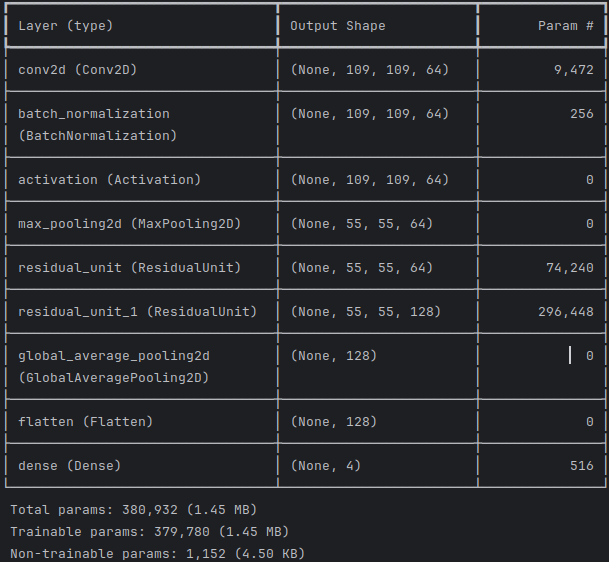 Layer (type) Output Shape Param #
conv2d (Conv2D) (None, 109, 109, 64) 9,472
batch_normalization (None, 109, 109, 64) 256
(BatchNormalization)
activation (Activation) (None, 109, 109, 64) 0
max_pooling2d (MaxPooling2D) (None, 55, 55, 64) 0
residual_unit (ResidualUnit) (None, 55, 55, 64) 74,240
residual_unit_1 (ResidualUnit) (None, 55, 55, 128) 296,448
global_average_pooling2d (None, 128) 0
(GlobalAveragePooling2D)
flatten (Flatten) (None, 128) 0
dense (Dense) (None, 4) 516
Total params: 380,932 (1.45 MB)
Trainable params: 379,780 (1.45 MB)
Non-trainable params: 1,152 (4.50 KB)